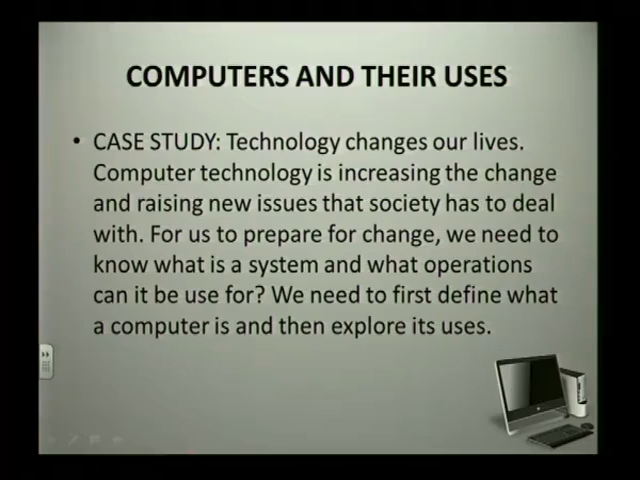 COMPUTERS AND THEIR USES
• CASE STUDY: Technology changes our lives.
Computer technology is increasing the change
and raising new issues that society has to deal
with. For us to prepare for change, we need to
know what is a system and what operations
can it be use for? We need to first define what
a computer is and then explore its uses.